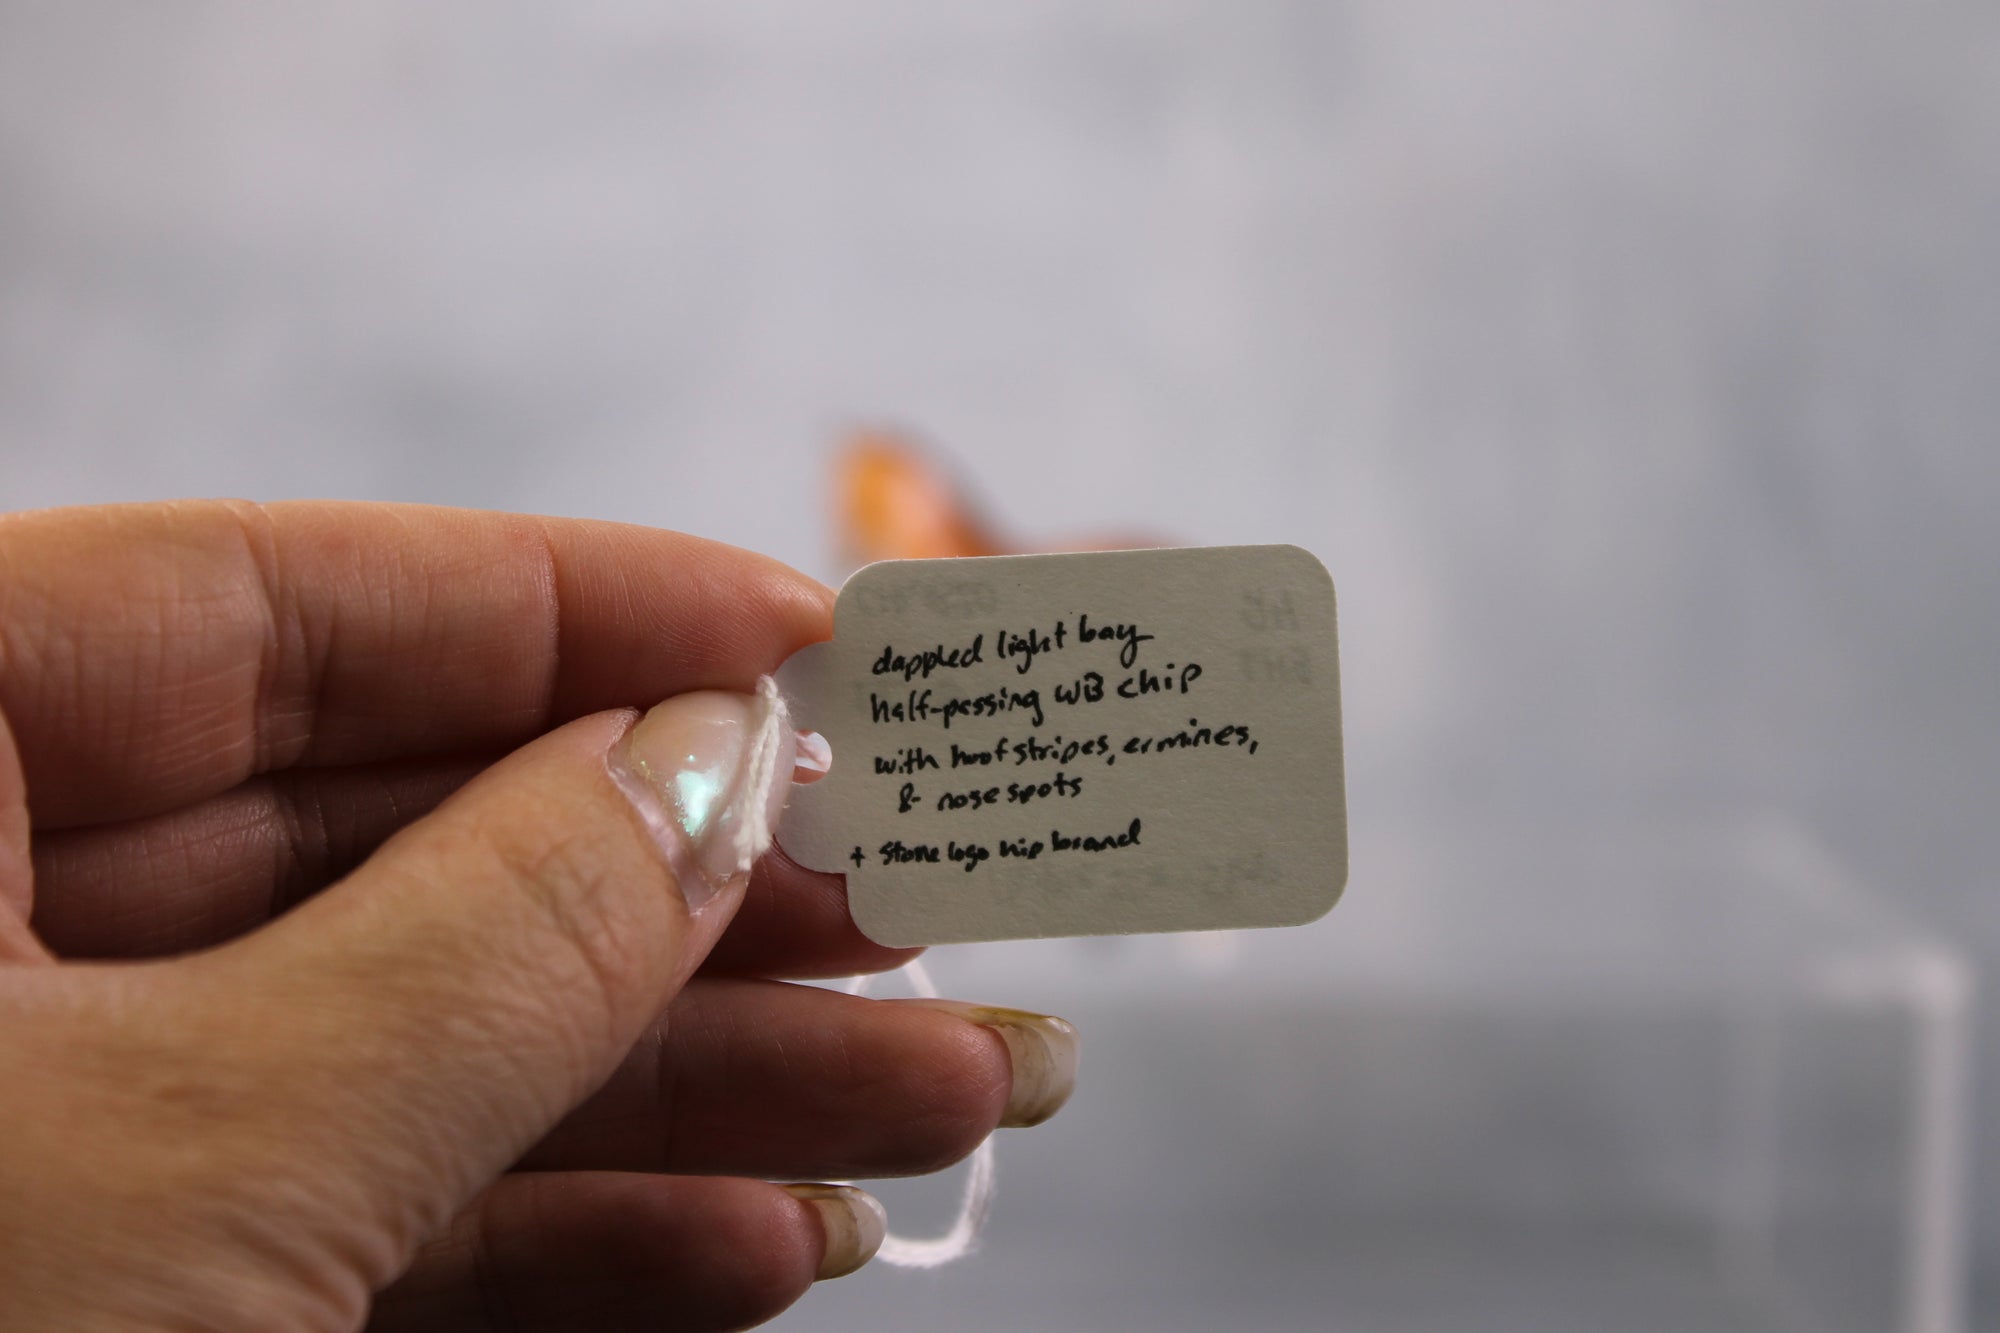 dappled light bay
half-passing WB chip
with hoof stripes, ermines,
& nose spots
+ Stone logo hip brand